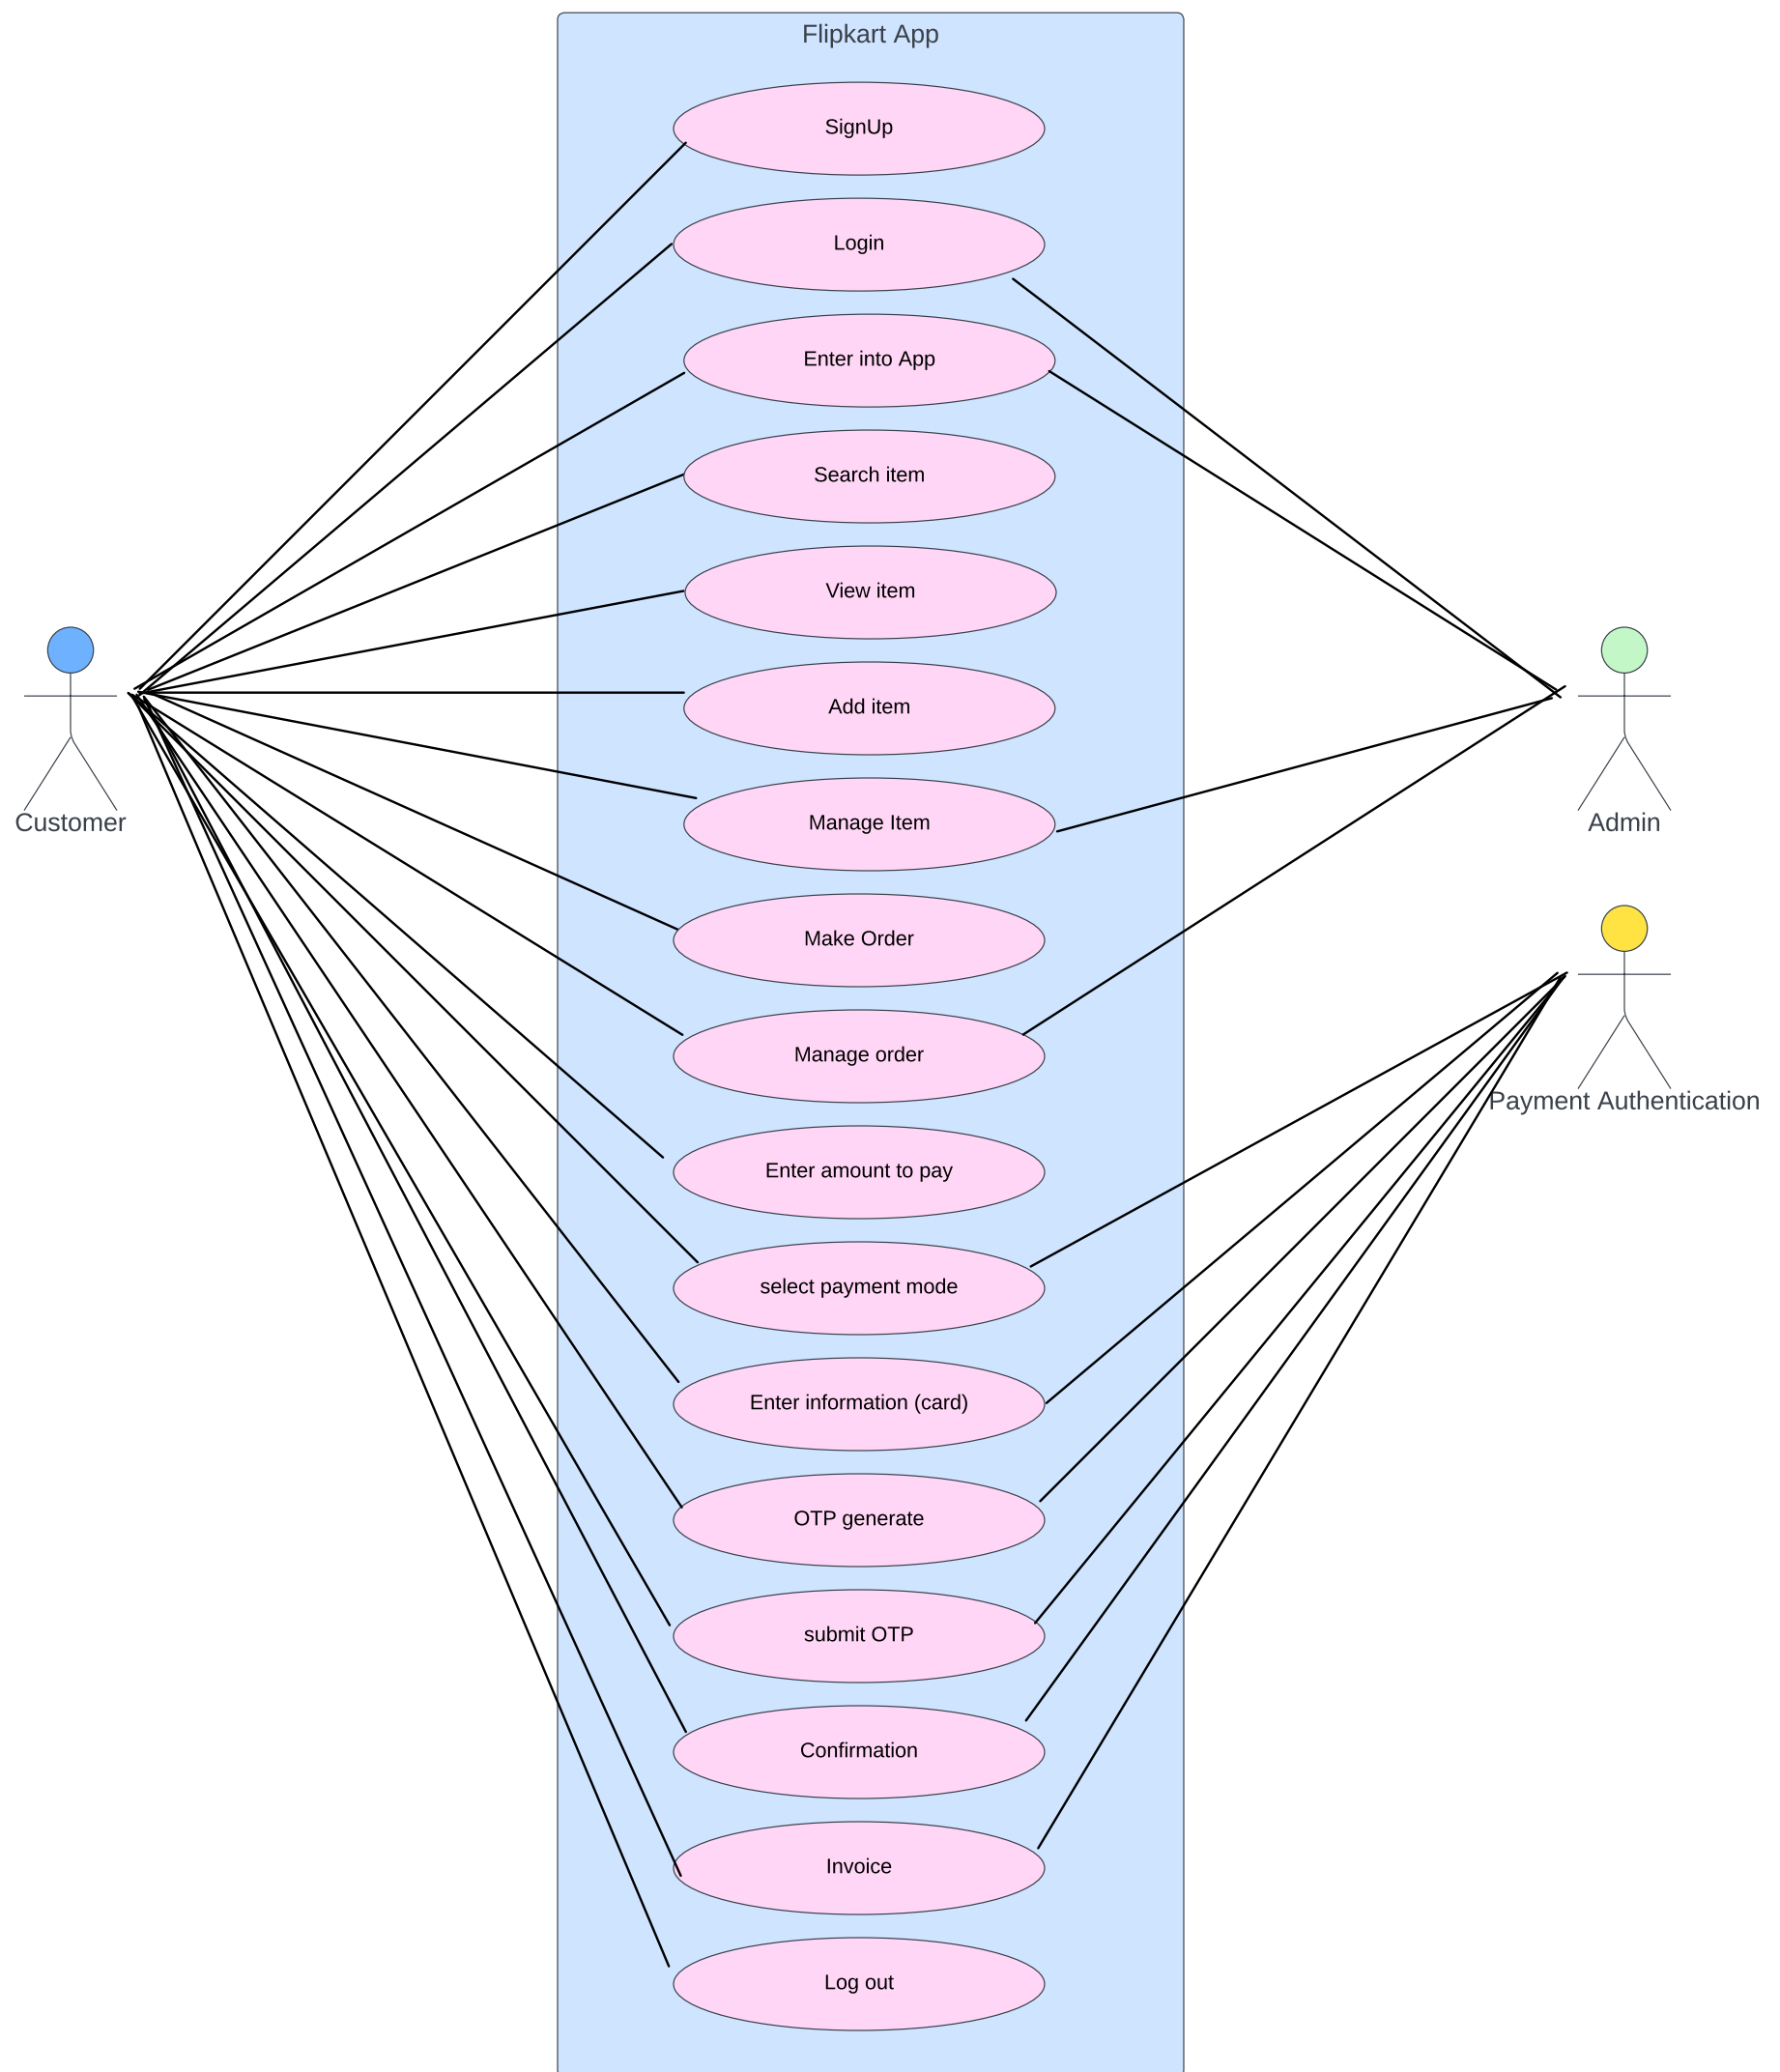 Flipkart App
SignUp
Login
Enter into App
Search item
View item
Add item
Manage Item
Customer
Admin
Make Order
Manage order
Payment Authentication
Enter amount to pay
select payment mode
Enter information (card)
OTP generate
submit OTP
Confirmation
Invoice
Log out